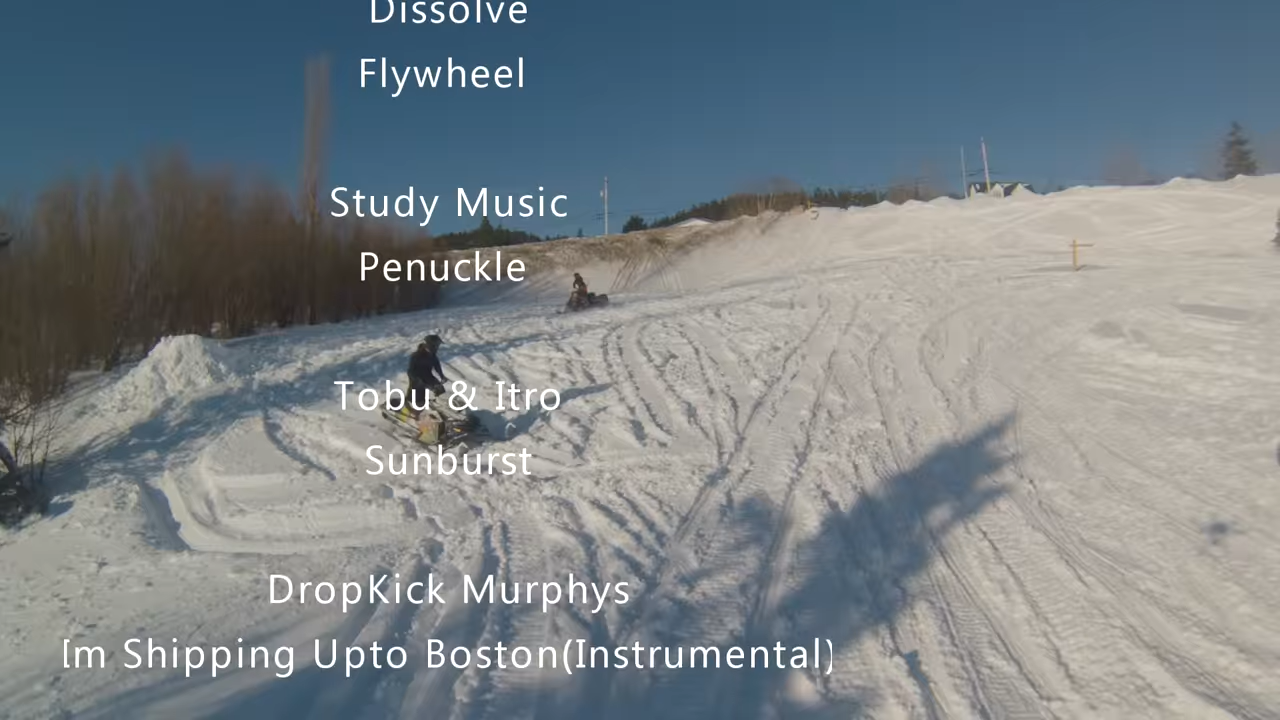 Dissolve
Flywheel
Study Music
Penuckle
Tobu & Itro
Sunburst
DropKick Murphys
Im Shipping Upto Boston(Instrumental)